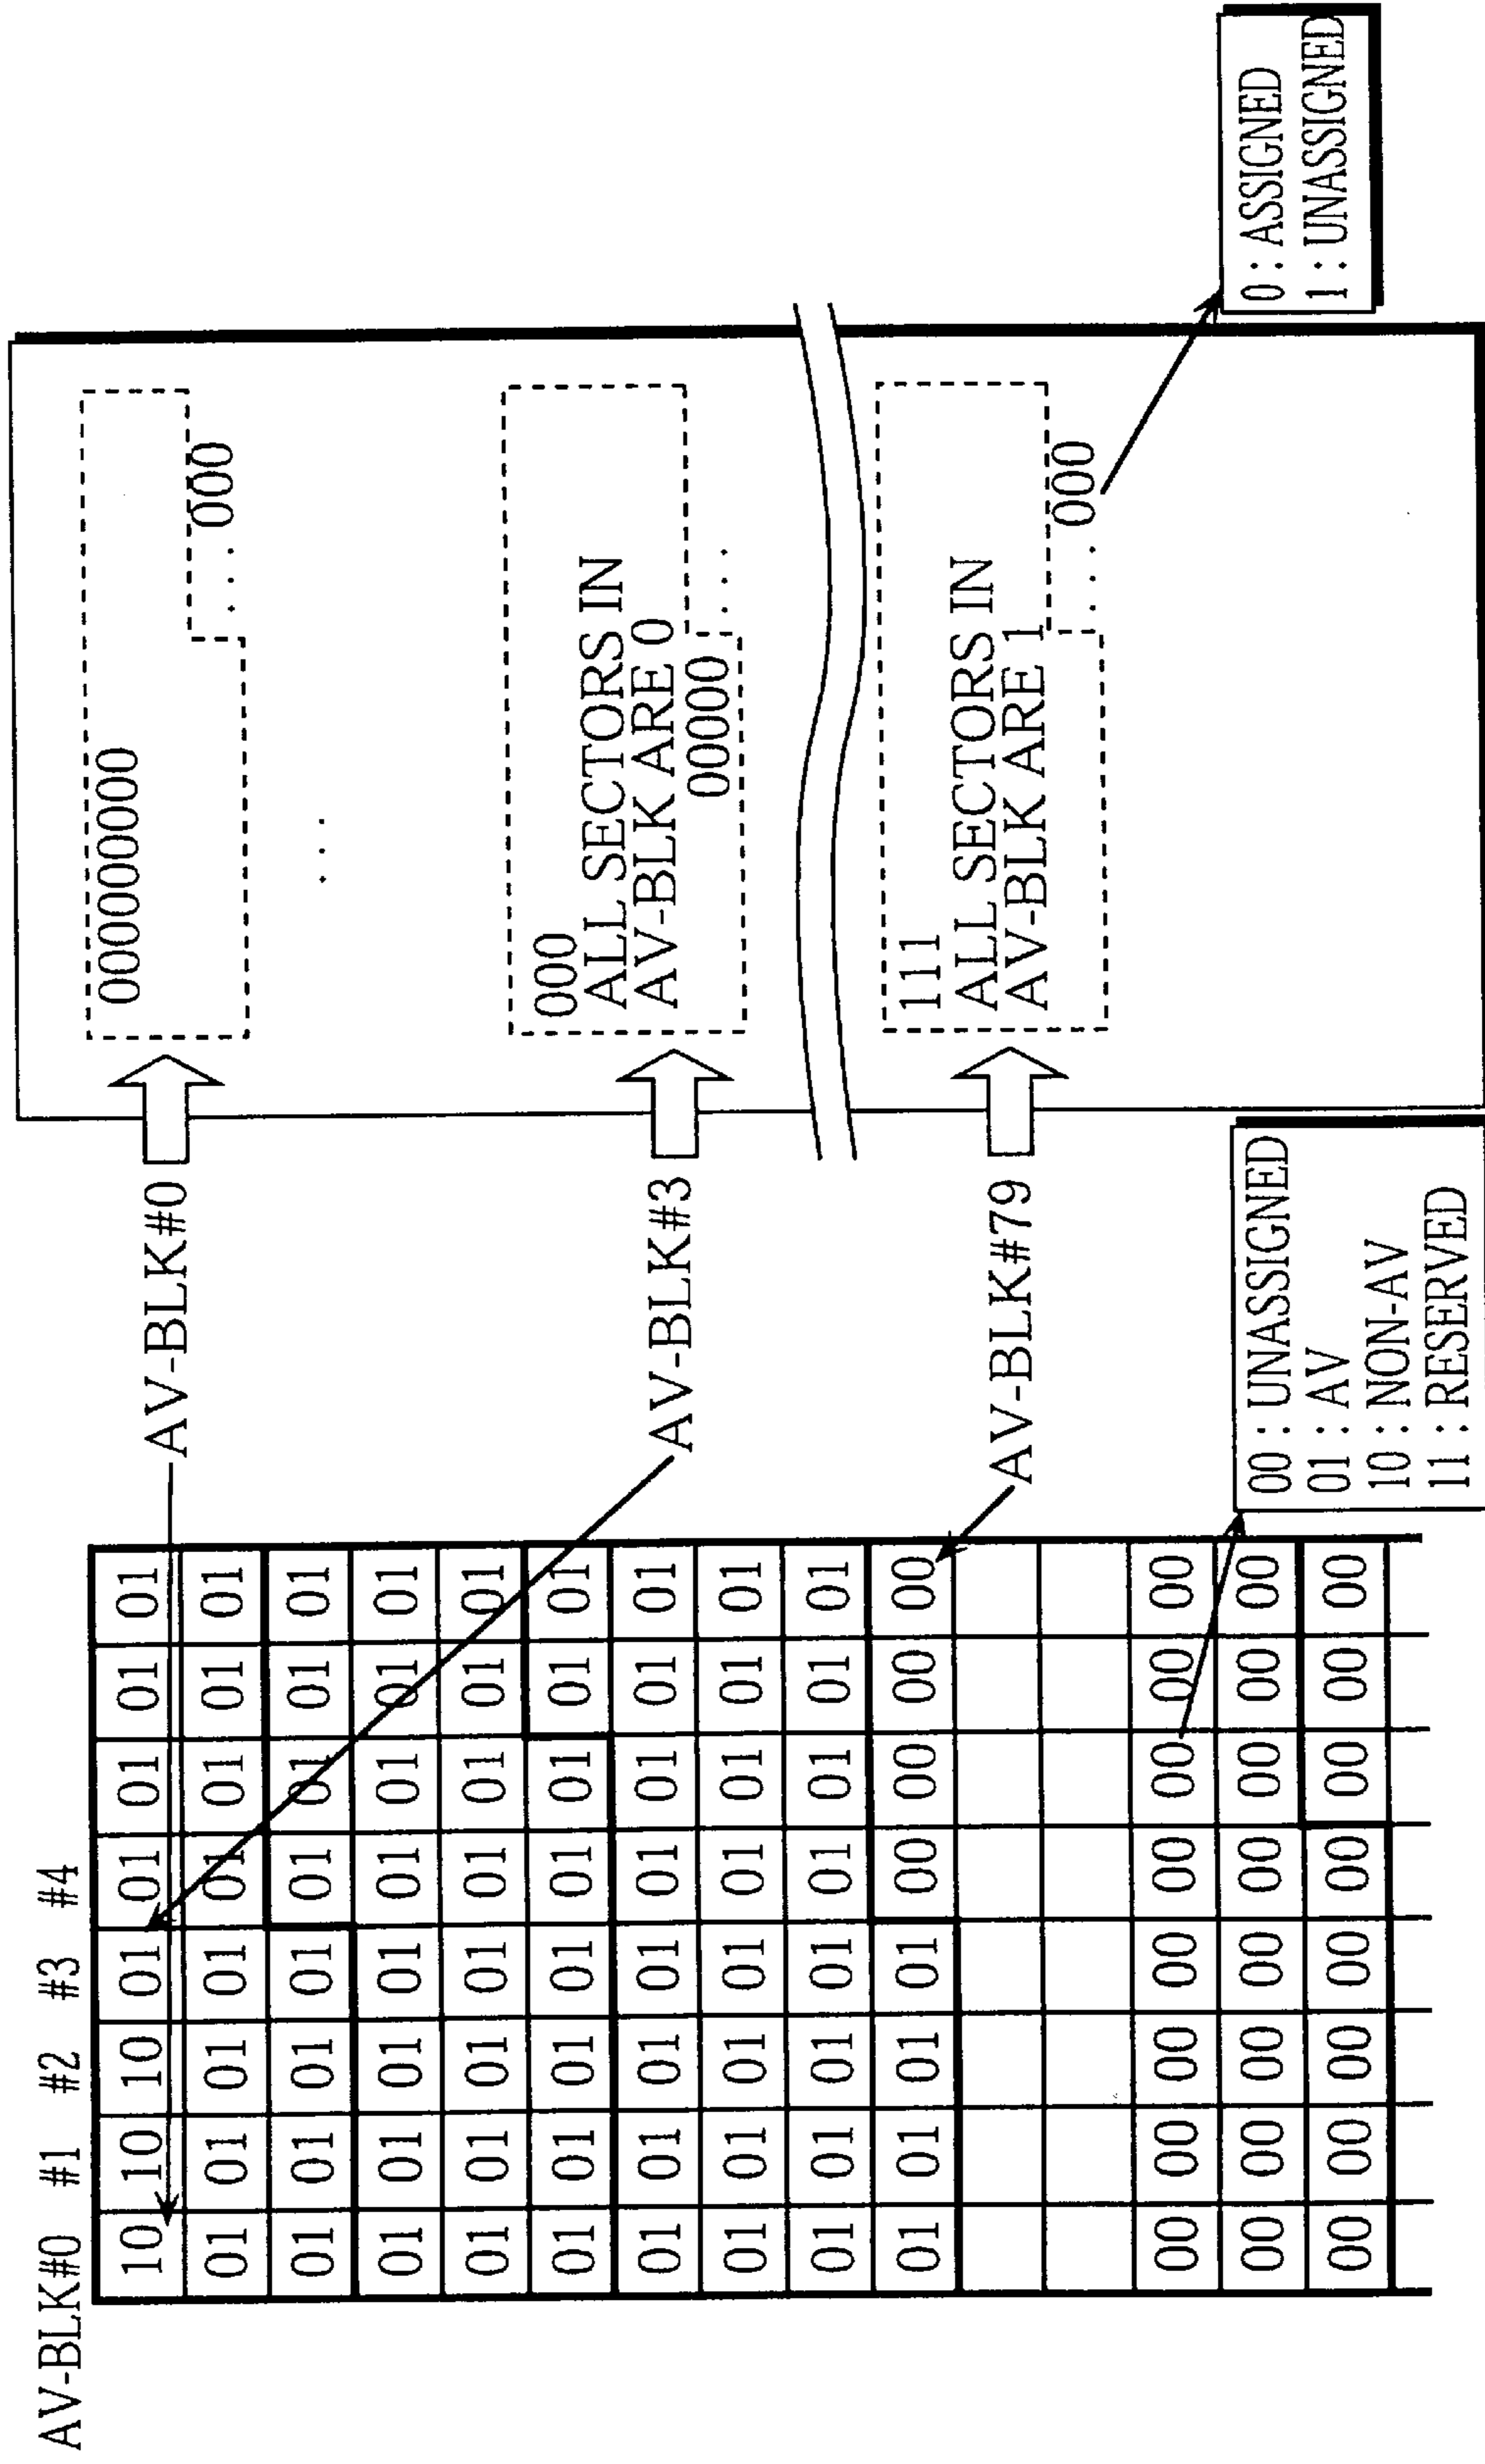 AV-BLK#0 #1 #2 #3 #4
10 10 10 01 01 01 01 01
01 01 01 01 01 01 01 01
01 01 01 01 01 01 01 01
01 01 01 01 01 01 01 01
01 01 01 01 01 01 01 01
01 01 01 01 01 01 01 01
01 01 01 01 01 01 01 01
01 01 01 01 01 01 01 01
01 01 01 01 01 01 01 01
01 01 01 01 00 00 00 00
00 00 00 00 00 00 00 00
00 00 00 00 00 00 00 00
00 00 00 00 00 00 00 00
AV-BLK#0
AV-BLK#3
AV-BLK#79
00 : UNASSIGNED
01 : AV
10 : NON-AV
11 : RESERVED
000000000
. . . 000
. . .
000
ALL SECTORS IN
AV-BLK ARE 0
00000 . . .
111
ALL SECTORS IN
AV-BLK ARE 1
. . . 000
0 : ASSIGNED
1 : UNASSIGNED